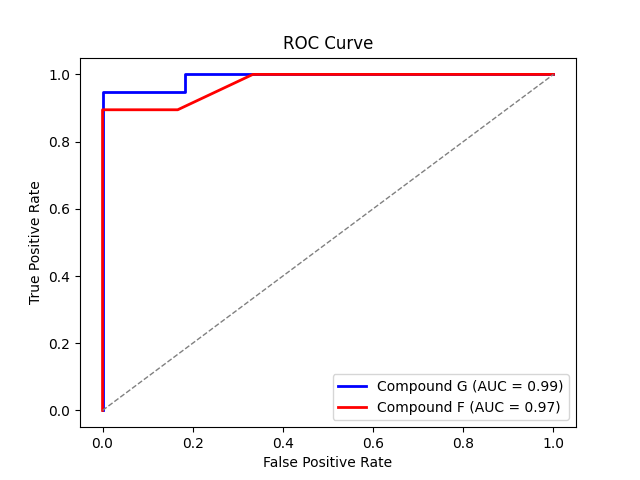 ROC Curve
True Positive Rate
1.0
0.8
0.6
0.4
0.2
0.0
Compound G (AUC = 0.99)
Compound F (AUC = 0.97)
0.0 0.2 0.4 0.6 0.8 1.0
False Positive Rate